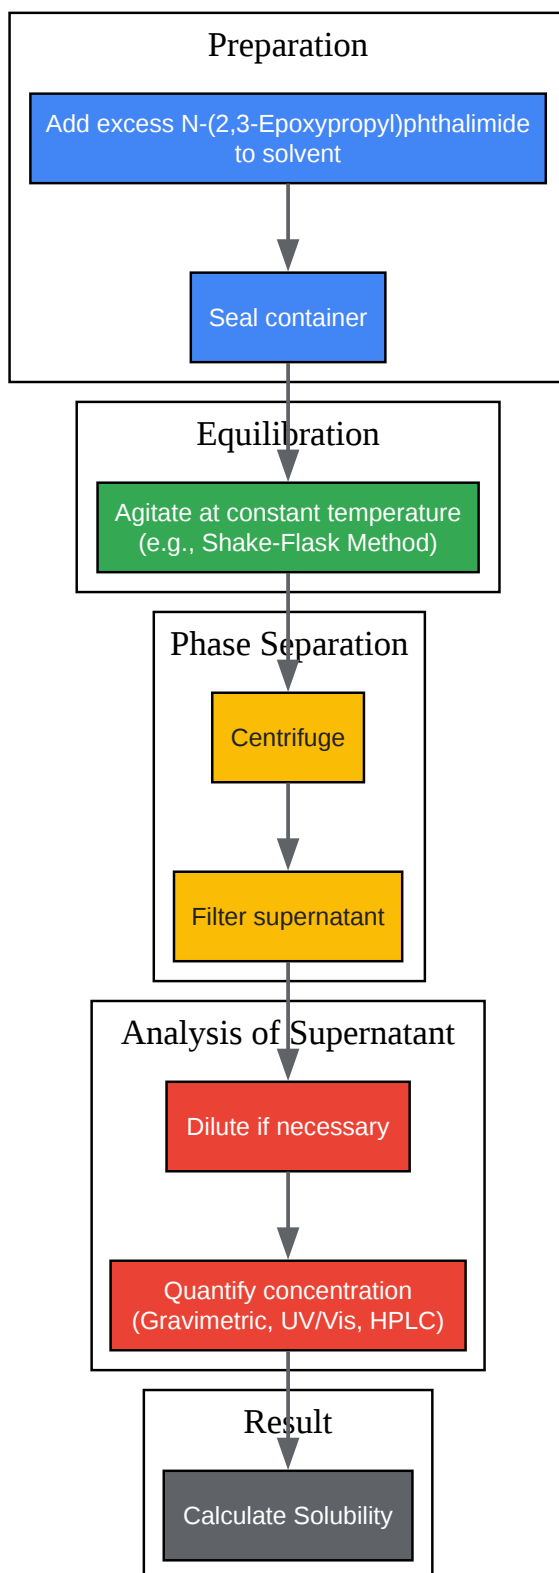 Preparation
Add excess N-(2,3-Epoxypropyl)phthalimide
to solvent
Seal container
Equilibration
Agitate at constant temperature
(e.g., Shake-Flask Method)
Phase Separation
Centrifuge
Filter supernatant
Analysis of Supernatant
Dilute if necessary
Quantify concentration
(Gravimetric, UV/Vis, HPLC)
Result
Calculate Solubility